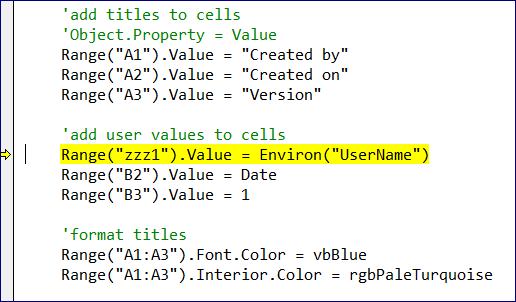 'add titles to cells
'Object.Property = Value
Range("A1").Value = "Created by"
Range("A2").Value = "Created on"
Range("A3").Value = "Version"
'add user values to cells
Range("zzz1").Value = Environ("UserName")
Range("B2").Value = Date
Range("B3").Value = 1
'format titles
Range("A1:A3").Font.Color = vbBlue
Range("A1:A3").Interior.Color = rgbPaleTurquoise